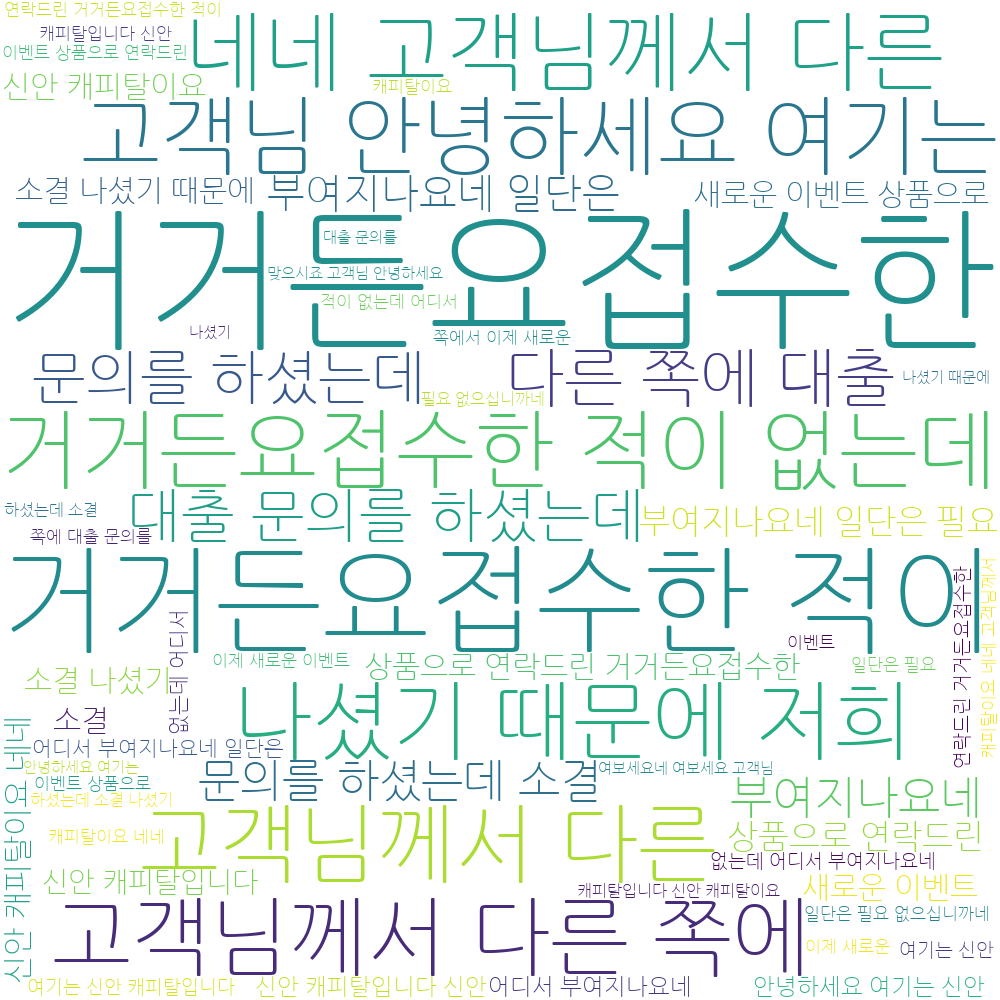 연락드린 거거든요접수한 적이
캐피탈입니다 신안
이벤트 상품으로 연락드린
신안 캐피탈이요
네네 고객님께서 다른
캐피탈이요
고객님 안녕하세요 여기는
소결 나셨기 때문에
부여지나요네 일단은
새로운 이벤트 상품으로
거거든요접수한
대출 문의를
맞으시죠 고객님 안녕하세요
적이 없는데 어디서
나셨기
쪽에서 이제 새로운
문의를 하셨는데
다른 쪽에 대출
나셨기 때문에
필요 없으십니까네
거거든요접수한 적이 없는데
하셨는데 소결
대출 문의를 하셨는데
부여지나요네 일단은 필요
쪽에 대출 문의를
거거든요접수한 적이
없는데 어디서
이벤트
연락드린 거거든요접수한
캐피탈이요 네네 고객님께서
이제 새로운 이벤트
상품으로 연락드린 거거든요접수한
일단은 필요
소결 나셨기
나셨기 때문에 저희
소결
어디서 부여지나요네 일단은
안녕하세요 여기는
이벤트 상품으로
문의를 하셨는데 소결
여보세요네 여보세요 고객님
하셨는데 소결 나셨기
부여지나요네
신안 캐피탈이요 네네
캐피탈이요 네네
고객님께서 다른
상품으로 연락드린
없는데 어디서 부여지나요네
신안 캐피탈입니다
캐피탈입니다 신안 캐피탈이요
새로운 이벤트
고객님께서 다른 쪽에
일단은 필요 없으십니까네
이제 새로운
여기는 신안
여기는 신안 캐피탈입니다
신안 캐피탈입니다 신안
어디서 부여지나요네
안녕하세요 여기는 신안